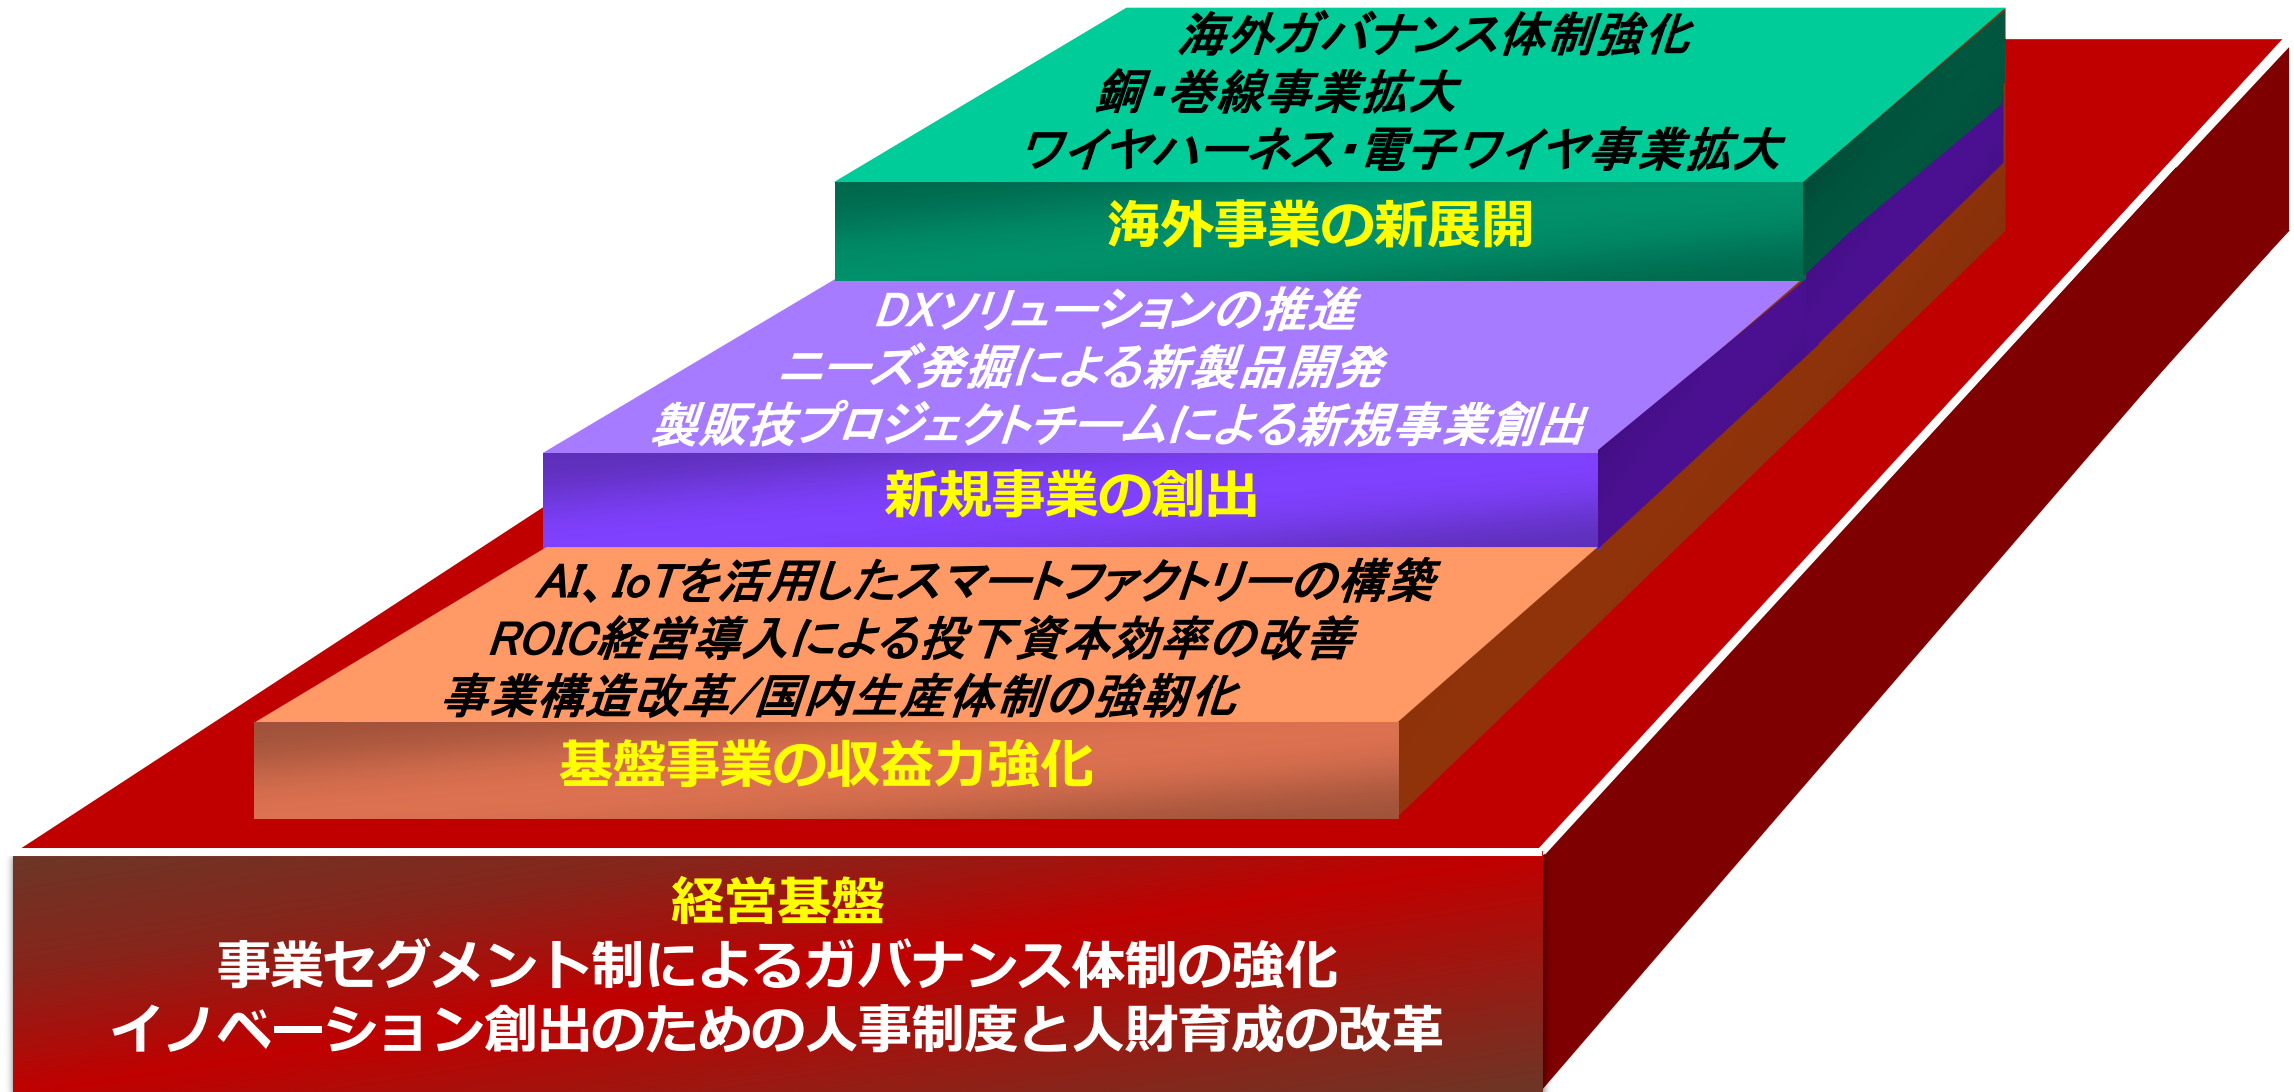 海外ガバナンス体制強化
銅・巻線事業拡大
ワイヤハーネス・電子ワイヤ事業拡大
海外事業の新展開
DXソリューションの推進
ニーズ発掘による新製品開発
製販技プロジェクトチームによる新規事業創出
新規事業の創出
AI、IoTを活用したスマートファクトリーの構築
ROIC経営導入による投下資本効率の改善
事業構造改革/国内生産体制の強靭化
基盤事業の収益力強化
経営基盤
事業セグメント制によるガバナンス体制の強化
イノベーション創出のための人事制度と人財育成の改革